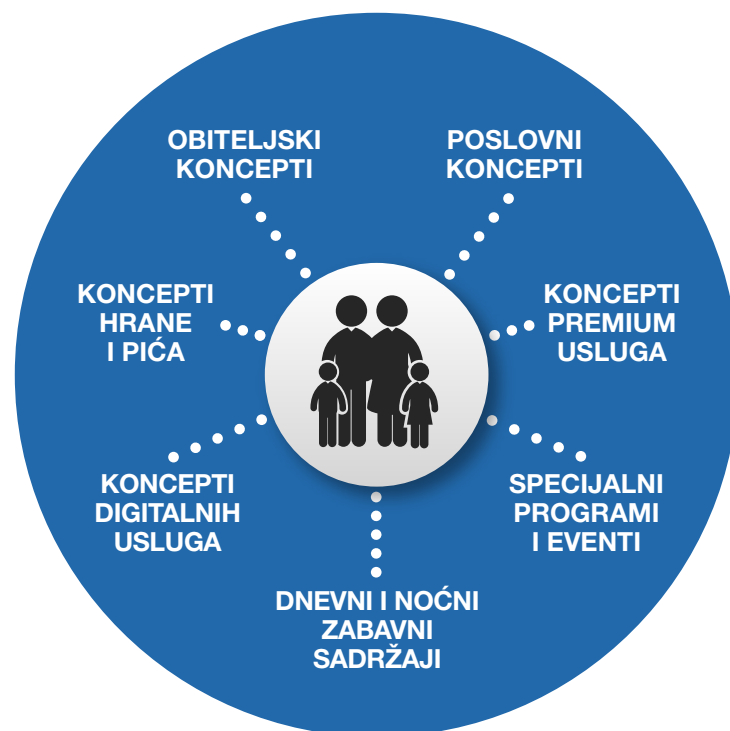 OBITELJSKI
KONCEPTI
POSLOVNI
KONCEPTI
KONCEPTI
HRANE
I PIĆA
KONCEPTI
PREMIUM
USLUGA
KONCEPTI
DIGITALNIH
USLUGA
SPECIJALNI
PROGRAMI
I EVENTI
DNEVNI I NOĆNI
ZABAVNI
SADRŽAJI